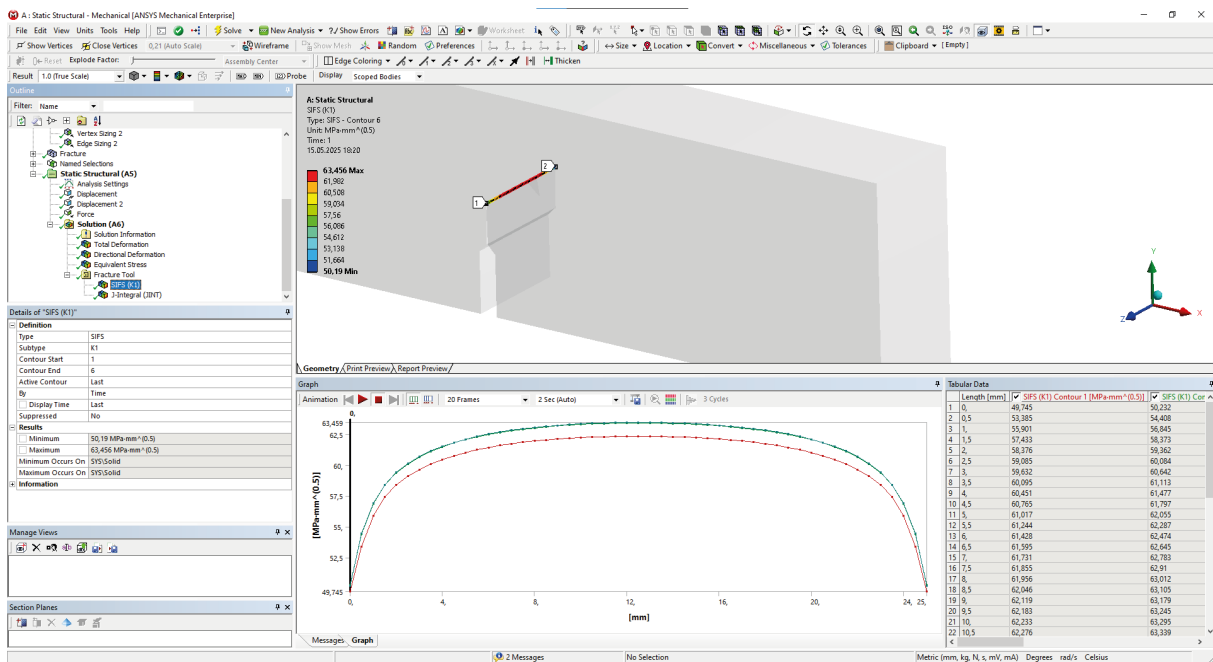 A : Static Structural - Mechanical [ANSYS Mechanical Enterprise]
File Edit View Units Tools Help Solve New Analysis ?/ Show Errors Worksheet
Show Vertices Close Vertices 0,21 (Auto Scale) Wireframe Show Mesh Random Preferences Size Location Convert Miscellaneous Tolerances Clipboard [Empty]
Reset Explode Factor: Assembly Center Edge Coloring Thicken
Result 1.0 (True Scale) Probe Display Scoped Bodies
Outline
Filter: Name
Vertex Sizing 2
Edge Sizing 2
Fracture
Named Selections
Static Structural (A5)
Analysis Settings
Displacement
Displacement 2
Force
Solution (A6)
Solution Information
Total Deformation
Directional Deformation
Equivalent Stress
Fracture Tool
SIFS (K1)
J-Integral (JINT)
Details of "SIFS (K1)"
Definition
Type SIFS
Subtype K1
Contour Start 1
Contour End 6
Active Contour Last
By Time
Display Time Last
Suppressed No
Results
Minimum 50,19 MPa·mm^(0.5)
Maximum 63,456 MPa·mm^(0.5)
Minimum Occurs On SYS\Solid
Maximum Occurs On SYS\Solid
Information
Manage Views
Section Planes
A: Static Structural
SIFS (K1)
Type: SIFS - Contour 6
Unit: MPa·mm^(0.5)
Time: 1
15.05.2025 18:20
63,456 Max
61,982
60,508
59,034
57,56
56,086
54,612
53,138
51,664
50,19 Min
1
2
Y
X
Z
Geometry Print Preview Report Preview
Graph
Animation 20 Frames 2 Sec (Auto) 3 Cycles
0,
63,459
62,5
60,
57,5
55,
52,5
49,745
[MPa·mm^(0.5)]
0, 4, 8, 12, 16, 20, 24, 25,
[mm]
Messages Graph
Tabular Data
Length [mm] SIFS (K1) Contour 1 [MPa·mm^(0.5)] SIFS (K1) Cor
1 0, 49,745 50,232
2 0,5 53,385 54,408
3 1, 55,901 56,845
4 1,5 57,433 58,373
5 2, 58,376 59,362
6 2,5 59,085 60,084
7 3, 59,632 60,642
8 3,5 60,095 61,113
9 4, 60,451 61,477
10 4,5 60,765 61,797
11 5, 61,017 62,055
12 5,5 61,244 62,287
13 6, 61,428 62,474
14 6,5 61,595 62,645
15 7, 61,731 62,783
16 7,5 61,855 62,91
17 8, 61,956 63,012
18 8,5 62,046 63,105
19 9, 62,119 63,179
20 9,5 62,183 63,245
21 10, 62,233 63,295
22 10,5 62,276 63,339
2 Messages No Selection Metric (mm, kg, N, s, mV, mA) Degrees rad/s Celsius